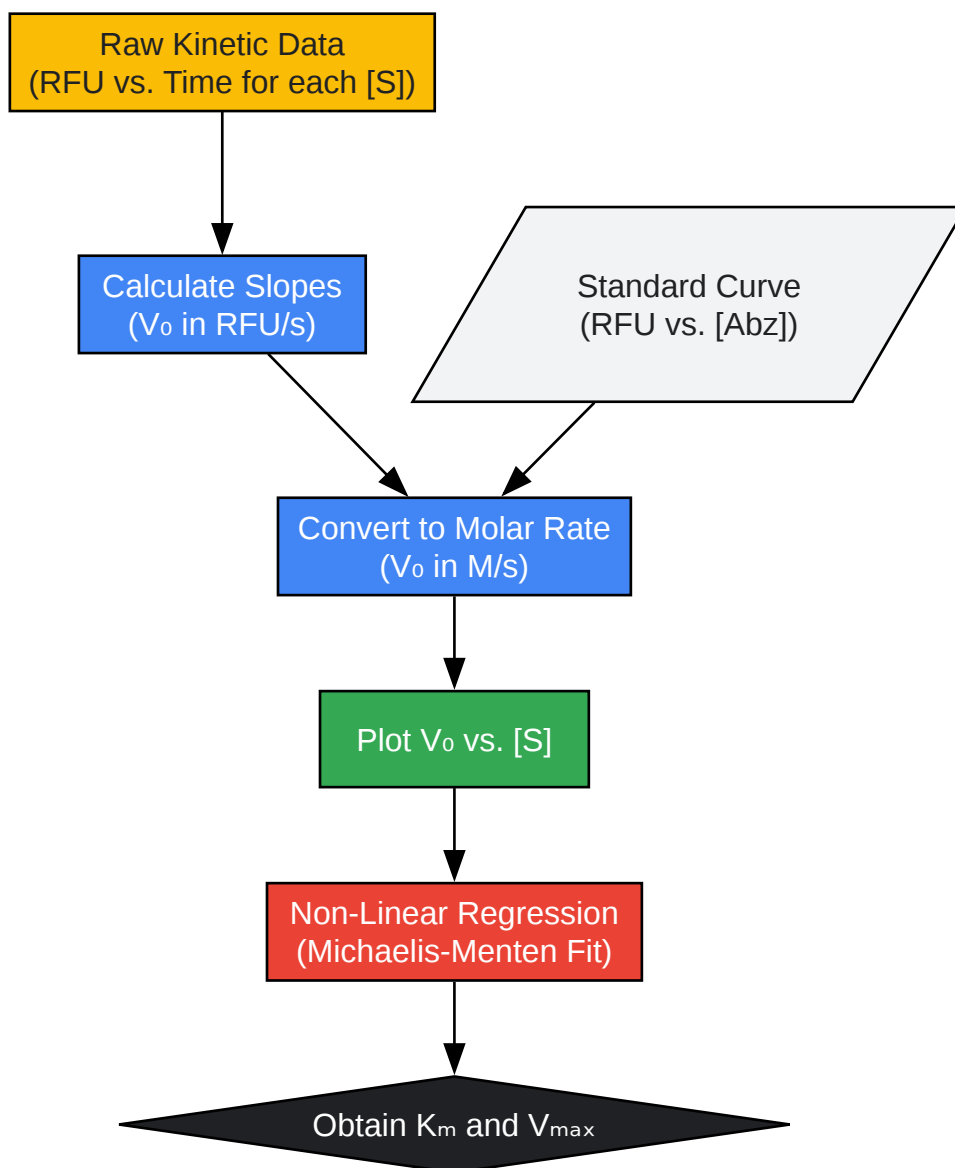 Raw Kinetic Data
(RFU vs. Time for each [S])
Calculate Slopes
(V₀ in RFU/s)
Standard Curve
(RFU vs. [Abz])
Convert to Molar Rate
(V₀ in M/s)
Plot V₀ vs. [S]
Non-Linear Regression
(Michaelis-Menten Fit)
Obtain Kₘ and Vₘₐₓ